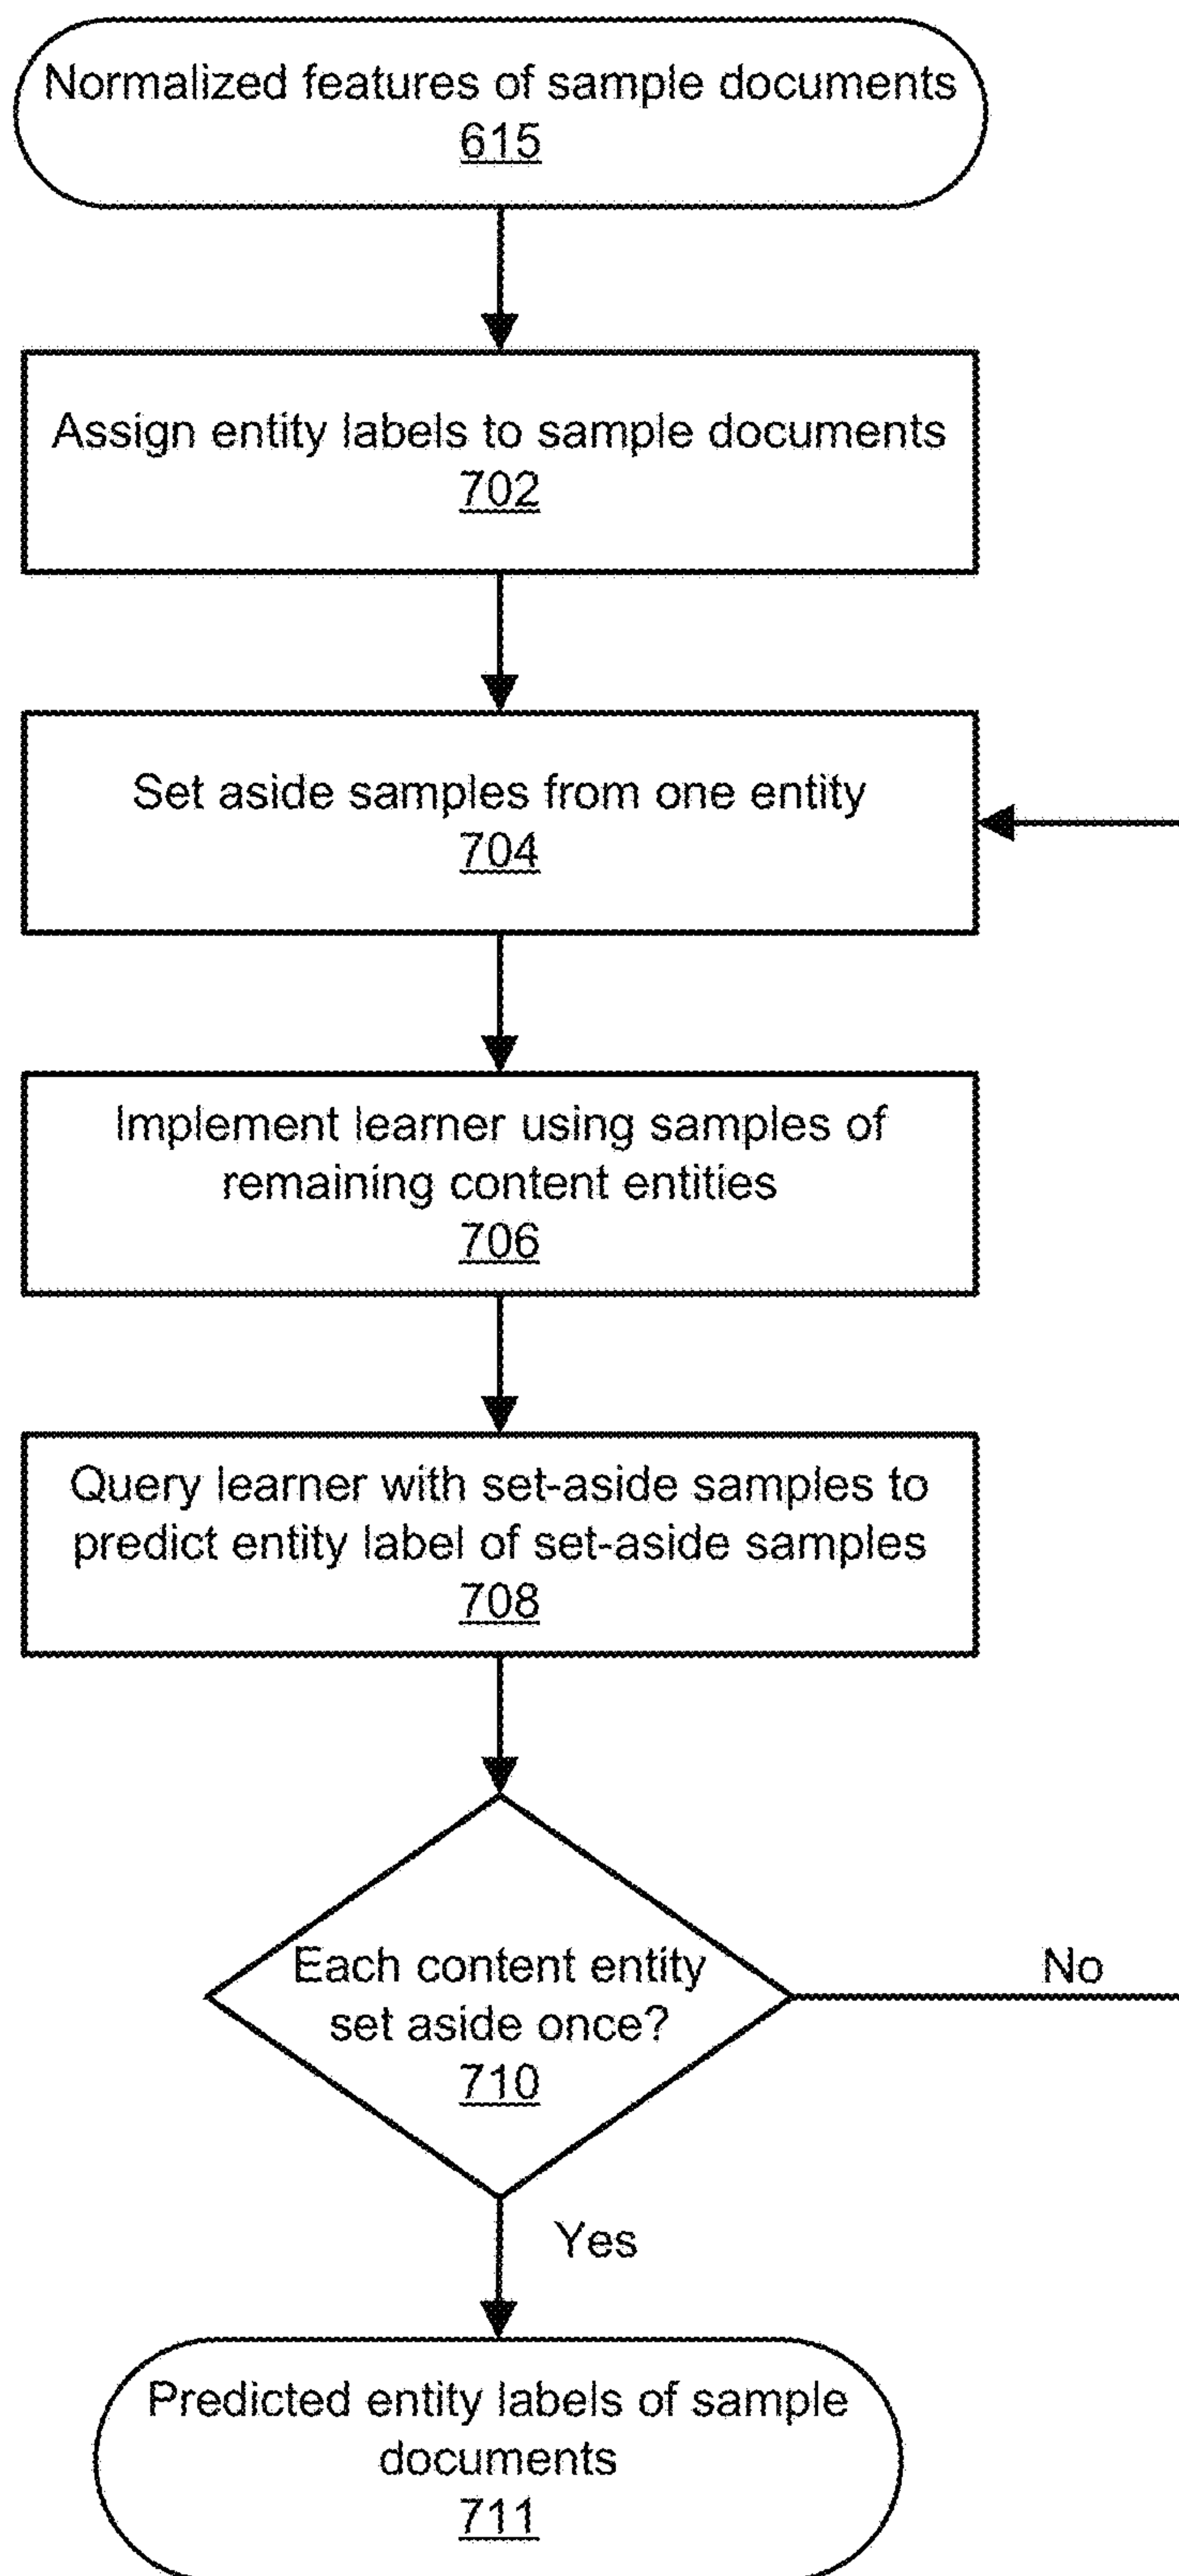 Normalized features of sample documents
615
Assign entity labels to sample documents
702
Set aside samples from one entity
704
Implement learner using samples of
remaining content entities
706
Query learner with set-aside samples to
predict entity label of set-aside samples
708
Each content entity
set aside once?
710
No
Yes
Predicted entity labels of sample
documents
711